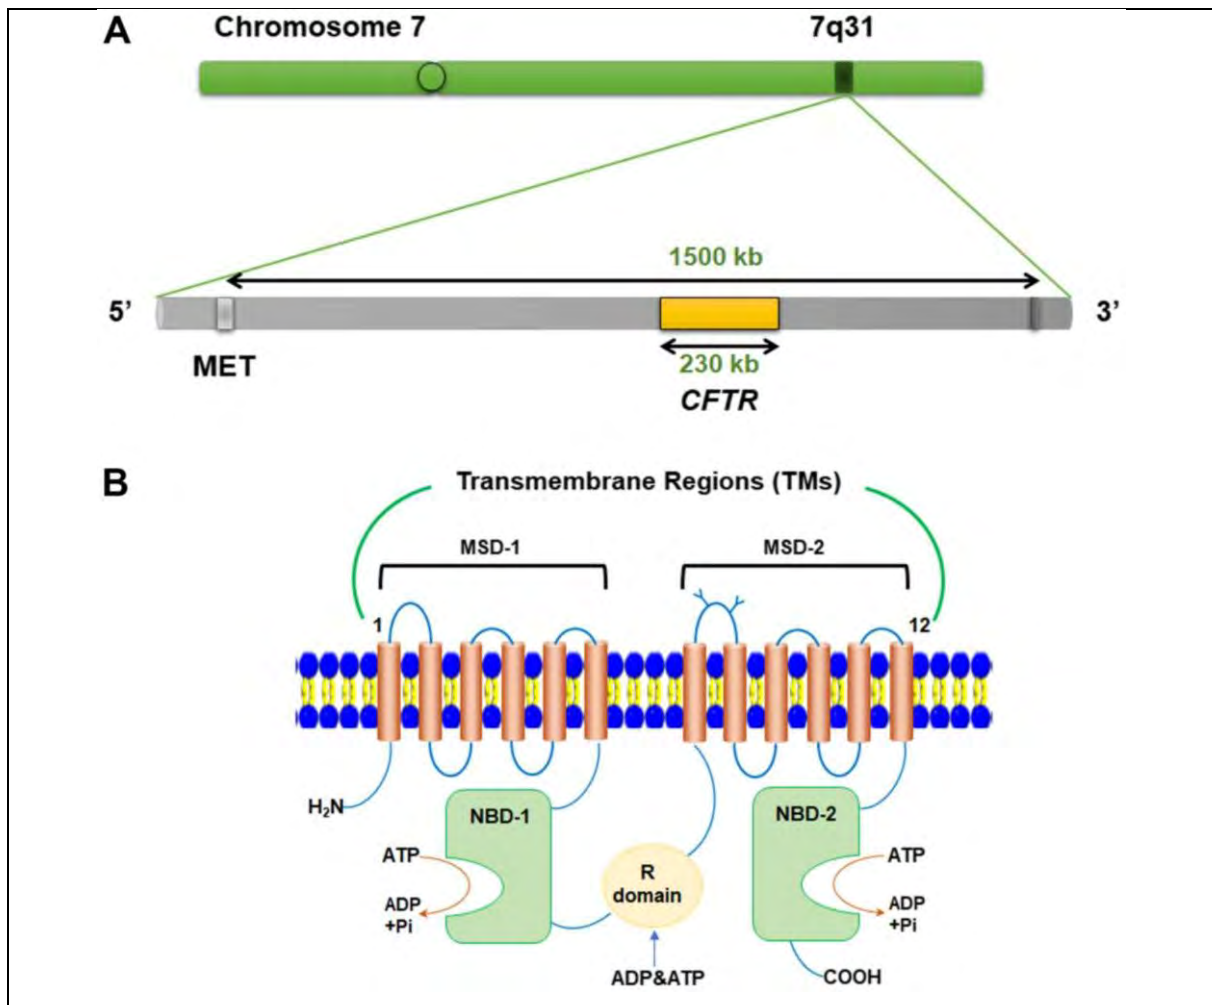 A
Chromosome 7
7q31
1500 kb
5’
3’
MET
230 kb
CFTR
B
Transmembrane Regions (TMs)
MSD-1
MSD-2
1
12
H₂N
NBD-1
NBD-2
ATP
ADP
+Pi
R
domain
ATP
ADP
+Pi
ADP&ATP
COOH